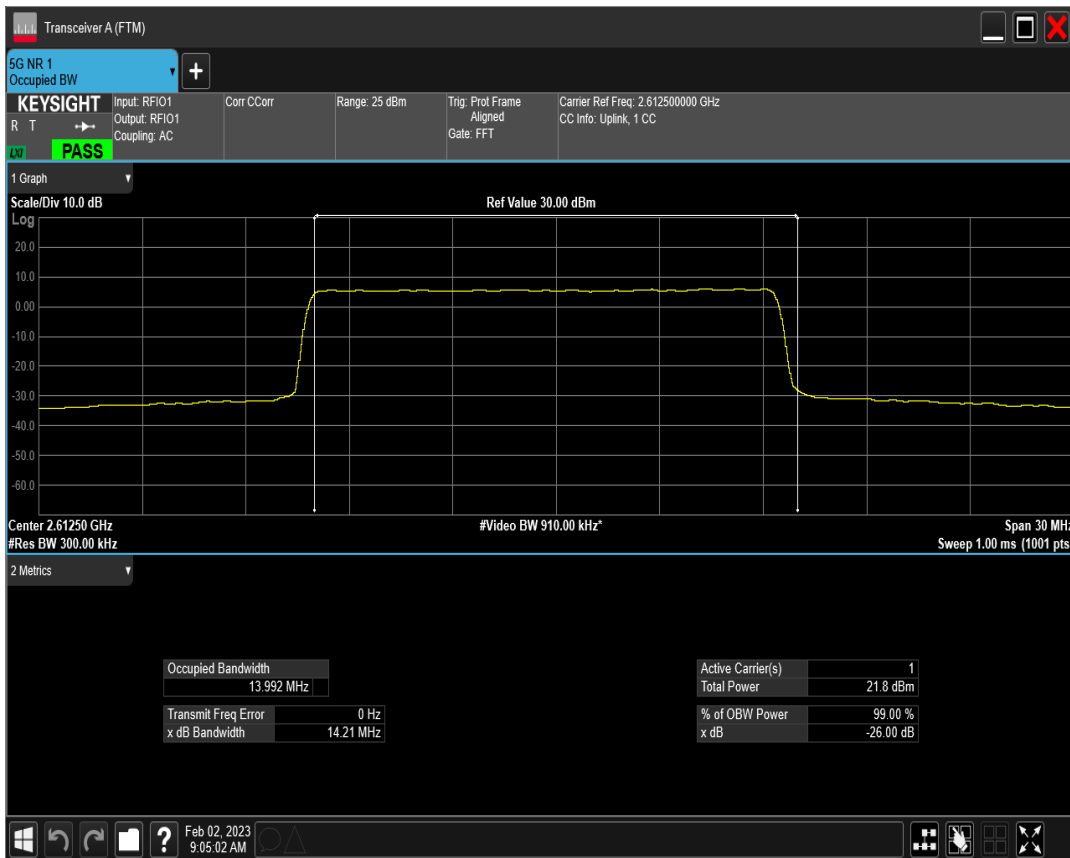 Transceiver A (FTM)
5G NR 1
Occupied BW
+
KEYSIGHT
R T
LXI
PASS
Input: RFIO1
Output: RFIO1
Coupling: AC
Corr CCorr
Range: 25 dBm
Trig: Prot Frame
Aligned
Gate: FFT
Carrier Ref Freq: 2.612500000 GHz
CC Info: Uplink, 1 CC
1 Graph
Scale/Div 10.0 dB
Ref Value 30.00 dBm
Log
20.0
10.0
0.00
-10.0
-20.0
-30.0
-40.0
-50.0
-60.0
Center 2.61250 GHz
#Video BW 910.00 kHz*
Span 30 MHz
#Res BW 300.00 kHz
Sweep 1.00 ms (1001 pts
2 Metrics
Occupied Bandwidth
13.992 MHz
Transmit Freq Error 0 Hz
x dB Bandwidth 14.21 MHz
Active Carrier(s) 1
Total Power 21.8 dBm
% of OBW Power 99.00 %
x dB -26.00 dB
?
Feb 02, 2023
9:05:02 AM